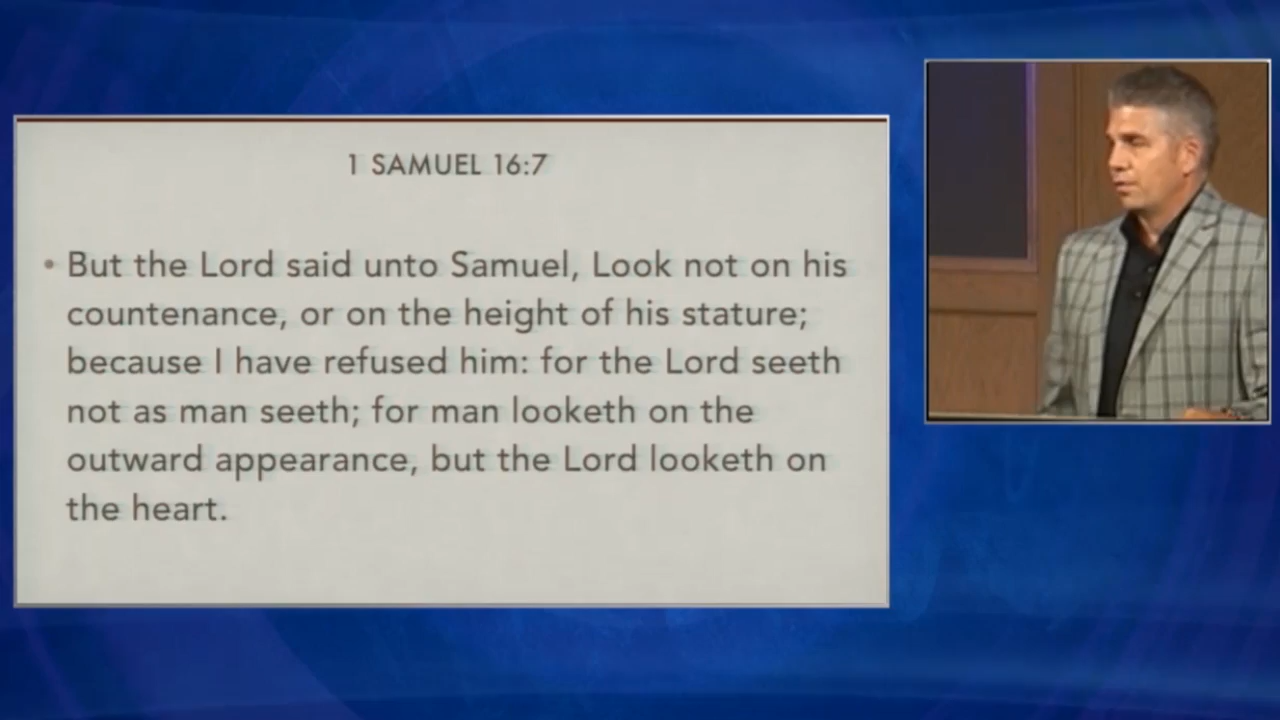 1 SAMUEL 16:7
• But the Lord said unto Samuel, Look not on his
countenance, or on the height of his stature;
because I have refused him: for the Lord seeth
not as man seeth; for man looketh on the
outward appearance, but the Lord looketh on
the heart.